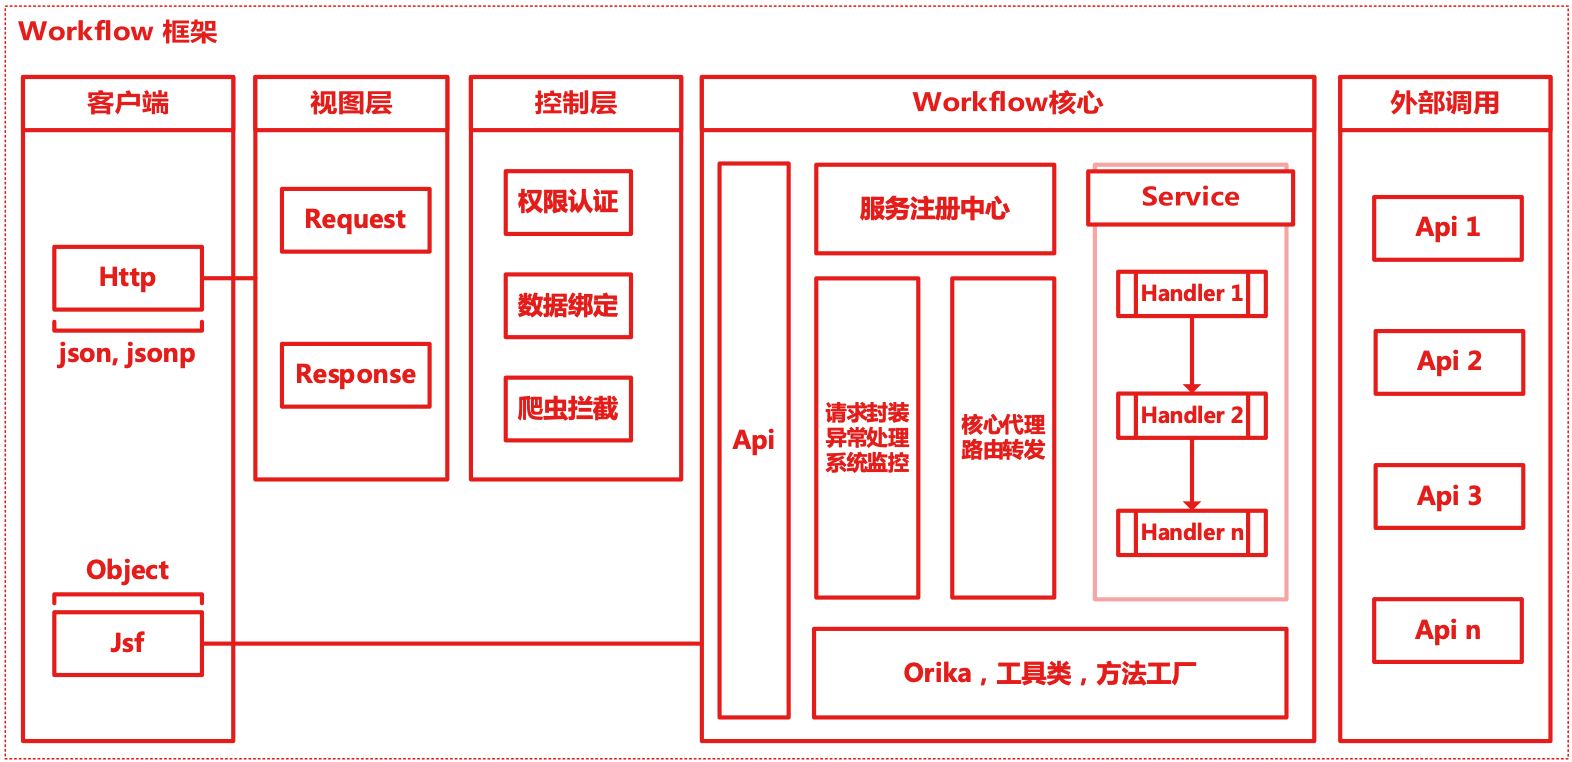 Workflow 框架
客户端
Http
json, jsonp
Object
Jsf
视图层
Request
Response
控制层
权限认证
数据绑定
爬虫拦截
Workflow核心
Api
服务注册中心
请求封装
异常处理
系统监控
核心代理
路由转发
Service
Handler 1
Handler 2
Handler n
Orika，工具类，方法工厂
外部调用
Api 1
Api 2
Api 3
Api n